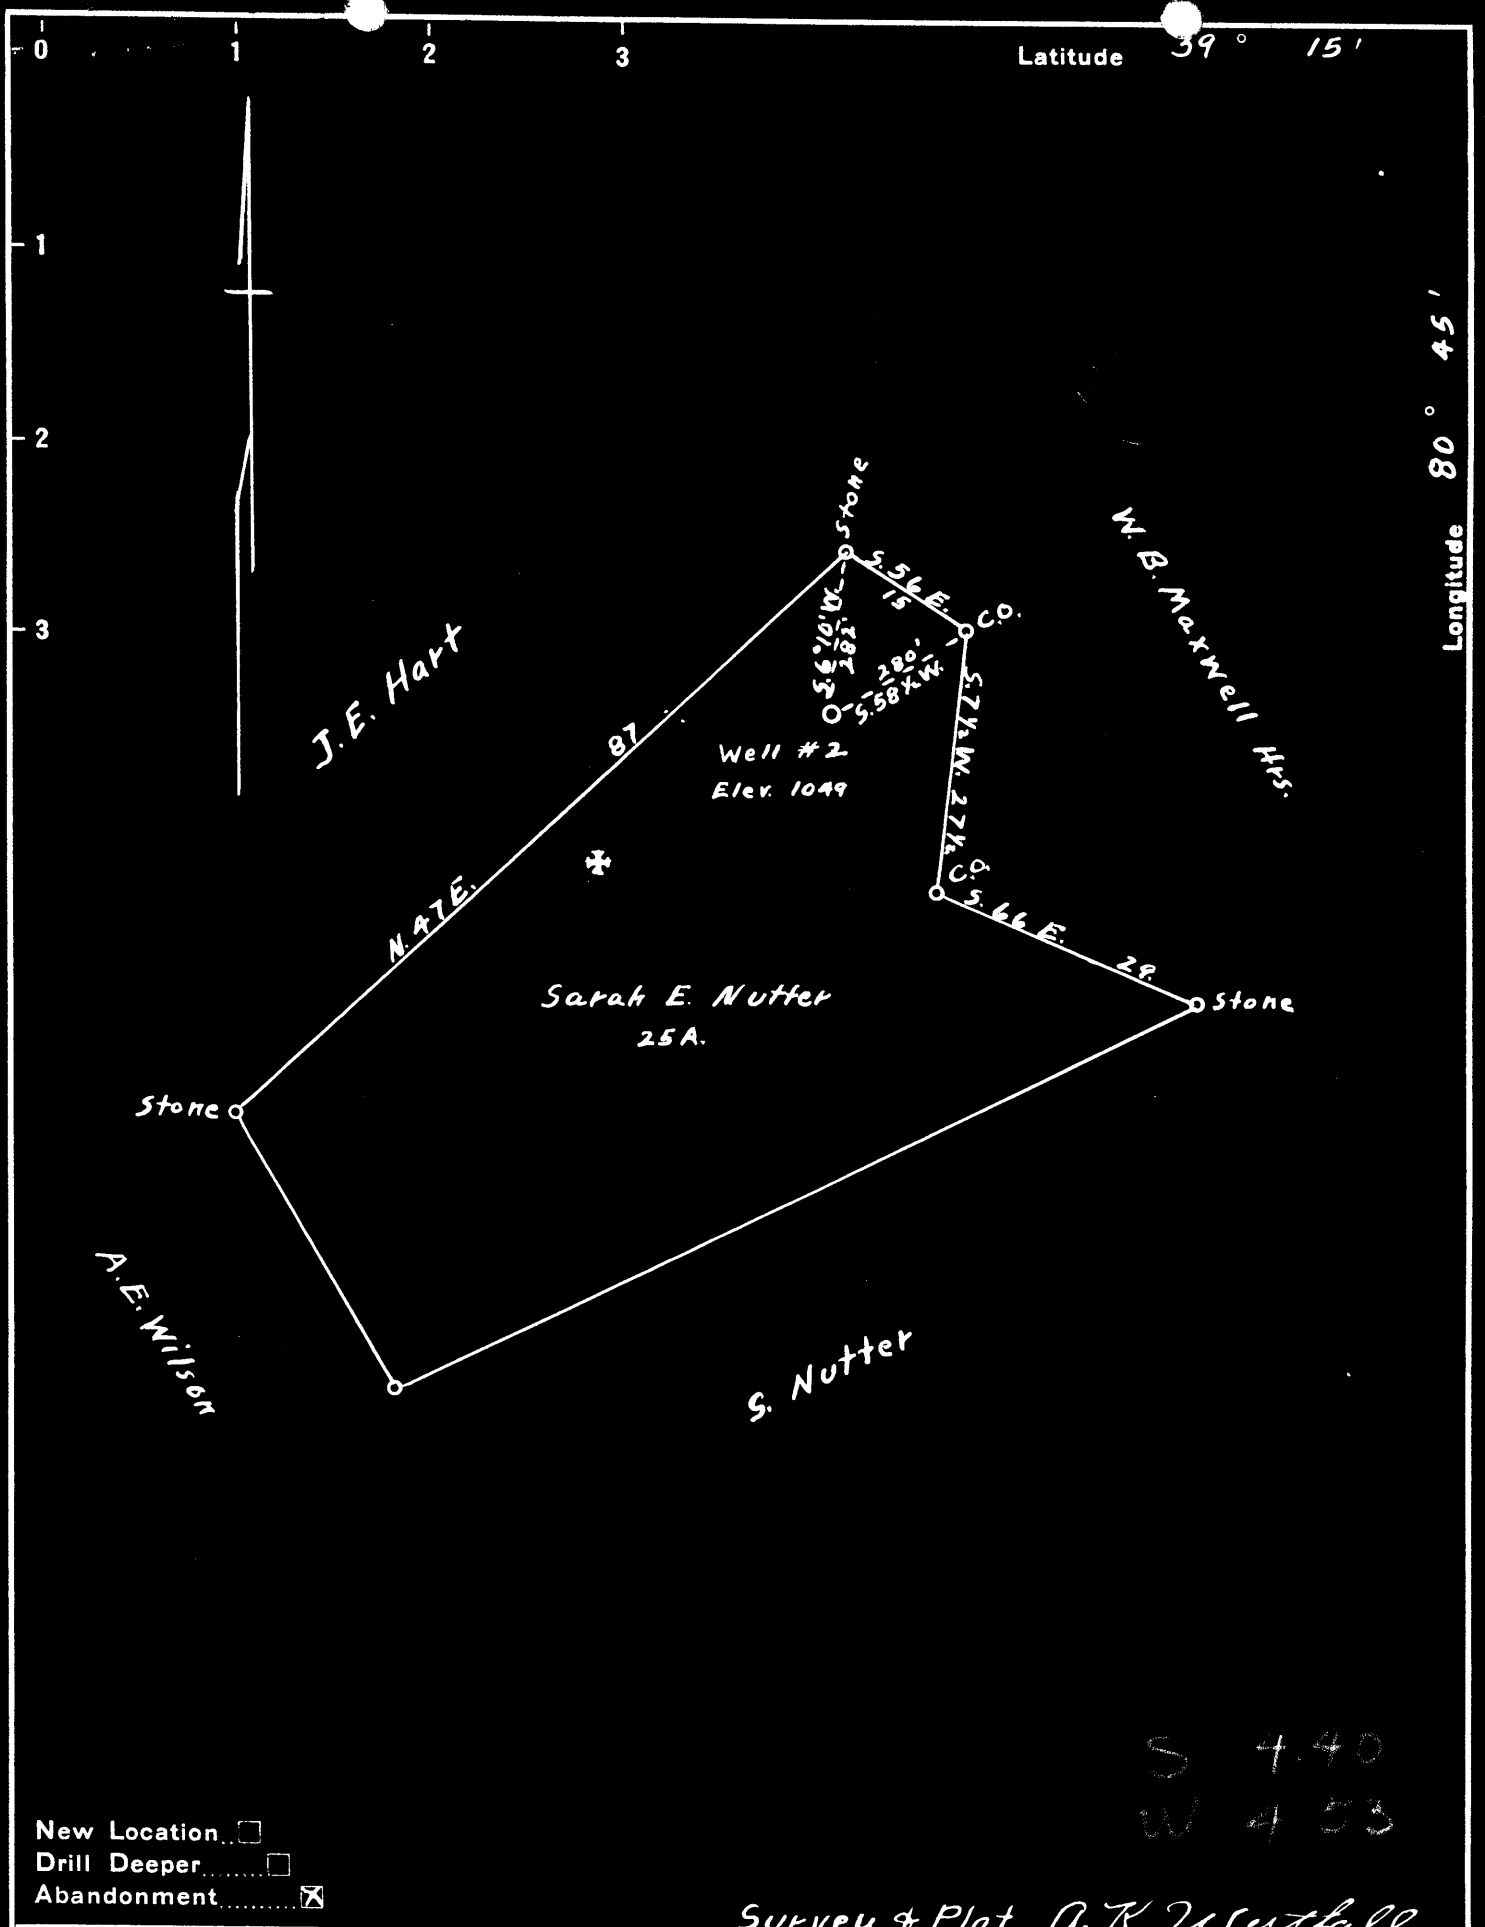 0 1 2 3 Latitude 39° 15'
1
2
3
Longitude 80° 45'
Stone
S. 56 E.
15
C.O.
S. 6° 10' W.
282'
280'
S. 58½ W.
W. B. Maxwell Hrs.
J. E. Hart
87
N. 47 E.
Well #2
Elev. 1049
S. 7½ W. 27½
C.O.
S. 66 E. 29.
Stone
Sarah E. Nutter
25 A.
Stone
A. E. Wilson
S. Nutter
S 4.40
W 4 53
New Location
Drill Deeper
Abandonment
Survey & Plat A. K. Westfall